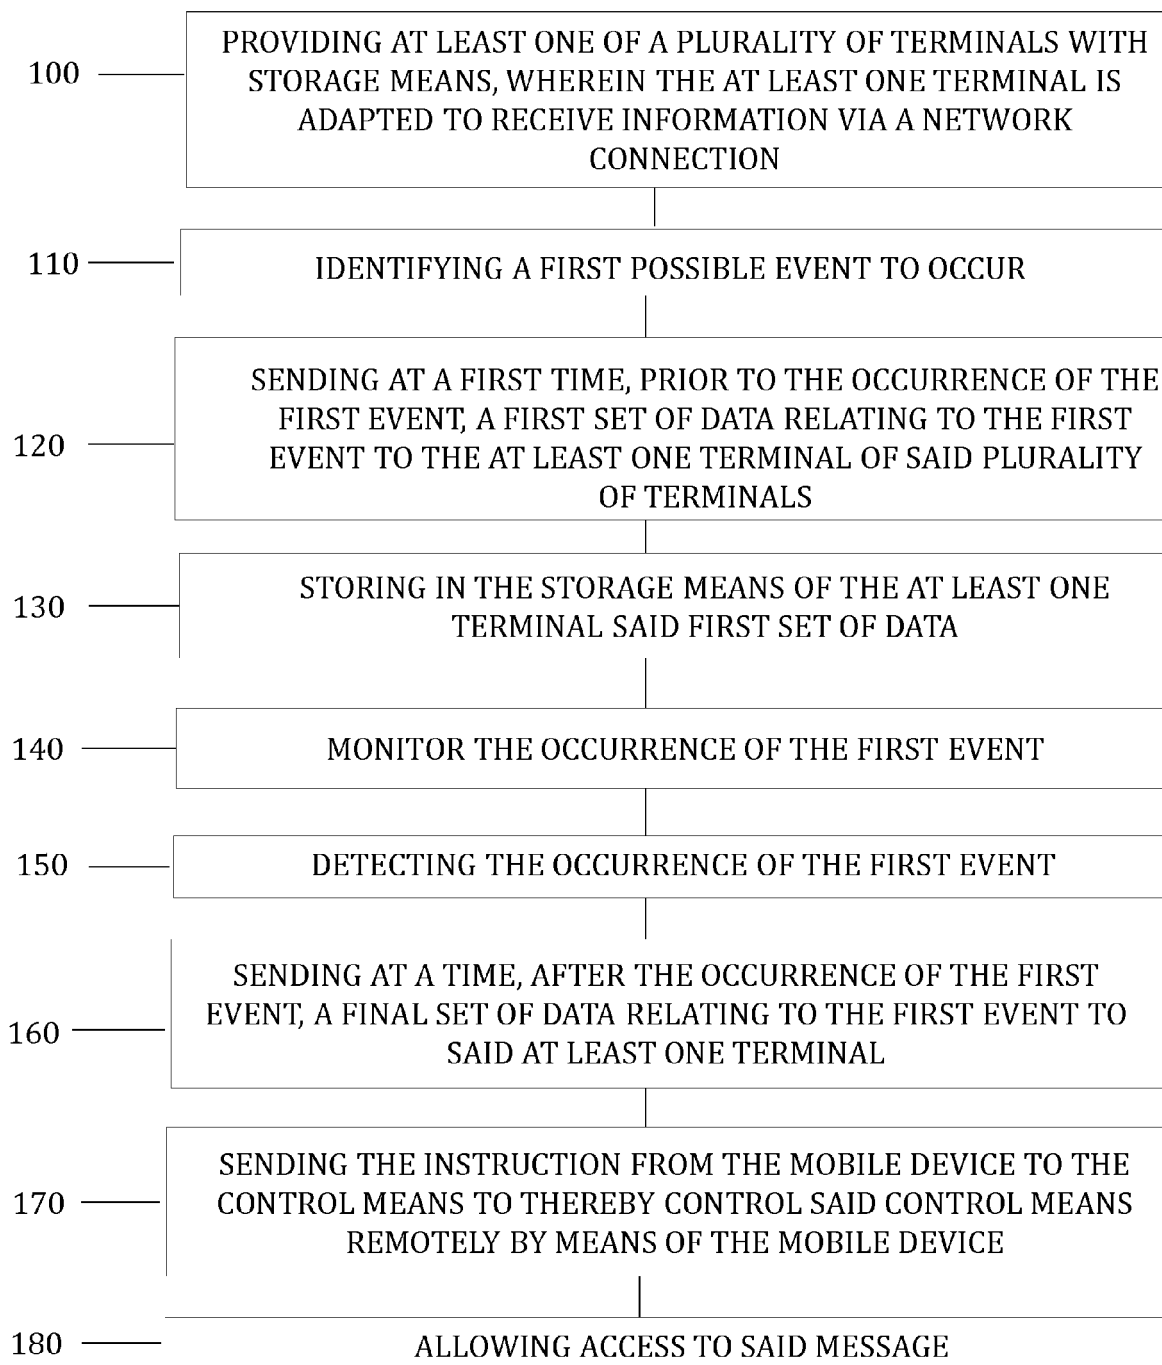 PROVIDING AT LEAST ONE OF A PLURALITY OF TERMINALS WITH
100
STORAGE MEANS, WHEREIN THE AT LEAST ONE TERMINAL IS
ADAPTED TO RECEIVE INFORMATION VIA A NETWORK
CONNECTION
110
IDENTIFYING A FIRST POSSIBLE EVENT TO OCCUR
SENDING AT A FIRST TIME, PRIOR TO THE OCCURRENCE OF THE
FIRST EVENT, A FIRST SET OF DATA RELATING TO THE FIRST
120
EVENT TO THE AT LEAST ONE TERMINAL OF SAID PLURALITY
OF TERMINALS
STORING IN THE STORAGE MEANS OF THE AT LEAST ONE
130
TERMINAL SAID FIRST SET OF DATA
140
MONITOR THE OCCURRENCE OF THE FIRST EVENT
150
DETECTING THE OCCURRENCE OF THE FIRST EVENT
SENDING AT A TIME, AFTER THE OCCURRENCE OF THE FIRST
EVENT, A FINAL SET OF DATA RELATING TO THE FIRST EVENT TO
160
SAID AT LEAST ONE TERMINAL
SENDING THE INSTRUCTION FROM THE MOBILE DEVICE TO THE
170
CONTROL MEANS TO THEREBY CONTROL SAID CONTROL MEANS
REMOTELY BY MEANS OF THE MOBILE DEVICE
180
ALLOWING ACCESS TO SAID MESSAGE